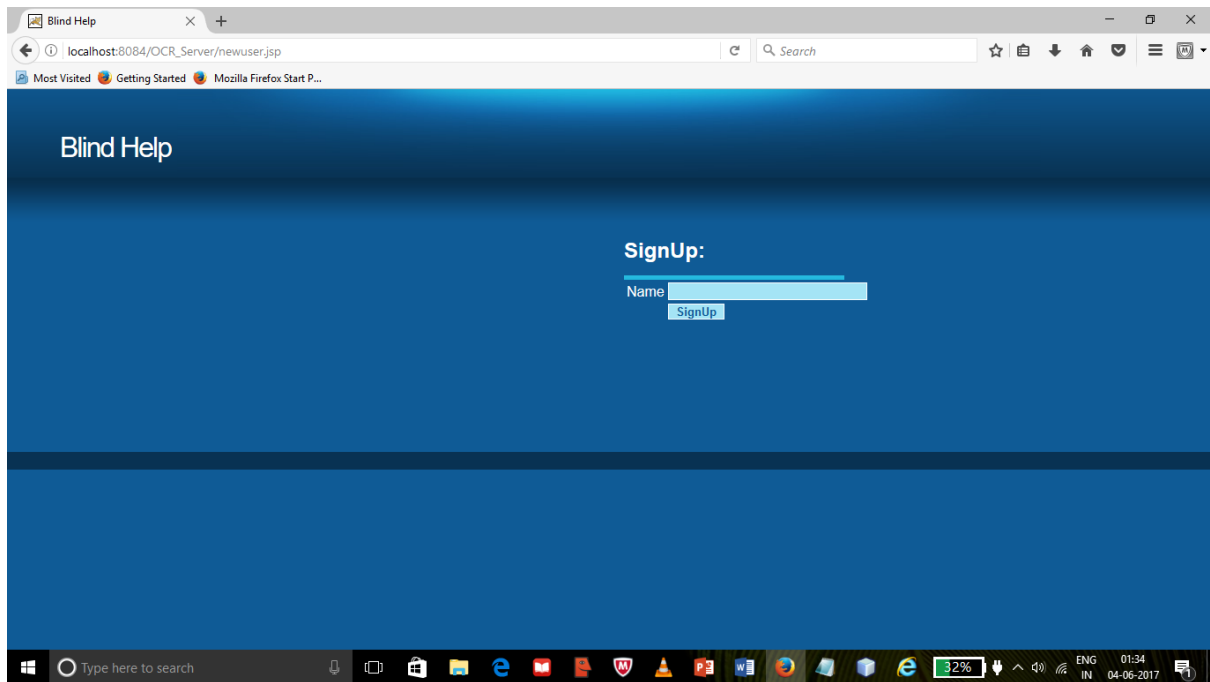 Blind Help
localhost:8084/OCR_Server/newuser.jsp
Search
Most Visited Getting Started Mozilla Firefox Start P...
Blind Help
SignUp:
Name
SignUp
Type here to search
32%
ENG 01:34
IN 04-06-2017
1